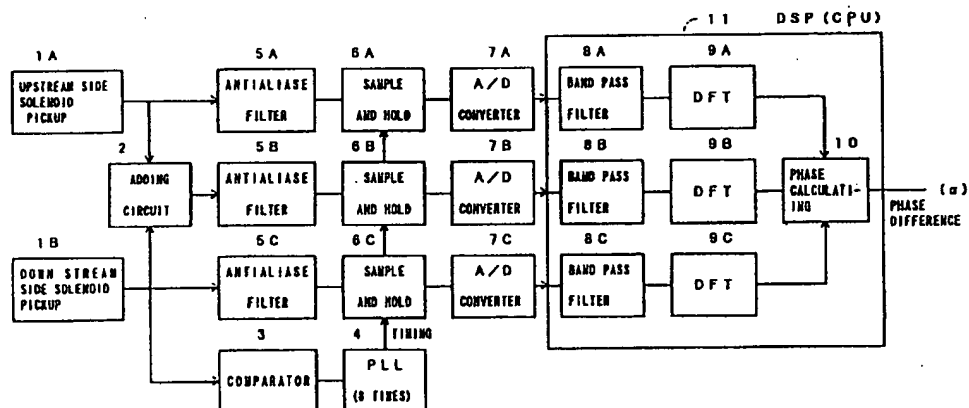 11 DSP (CPU)
1A 5A 6A 7A 8A 9A
UPSTREAM SIDE
SOLENOID
PICKUP
ANTIALIASE
FILTER
SAMPLE
AND HOLD
A/D
CONVERTER
BAND PASS
FILTER
DFT
2 5B 6B 7B 8B 9B 10
ADDING
CIRCUIT
ANTIALIASE
FILTER
SAMPLE
AND HOLD
A/D
CONVERTER
BAND PASS
FILTER
DFT
PHASE
CALCULATI-
ING
(α)
PHASE
DIFFERENCE
1B 5C 6C 7C 8C 9C
DOWN STREAM
SIDE SOLENOID
PICKUP
ANTIALIASE
FILTER
SAMPLE
AND HOLD
A/D
CONVERTER
BAND PASS
FILTER
DFT
3 4 TIMING
COMPARATOR
PLL
(8 TIMES)